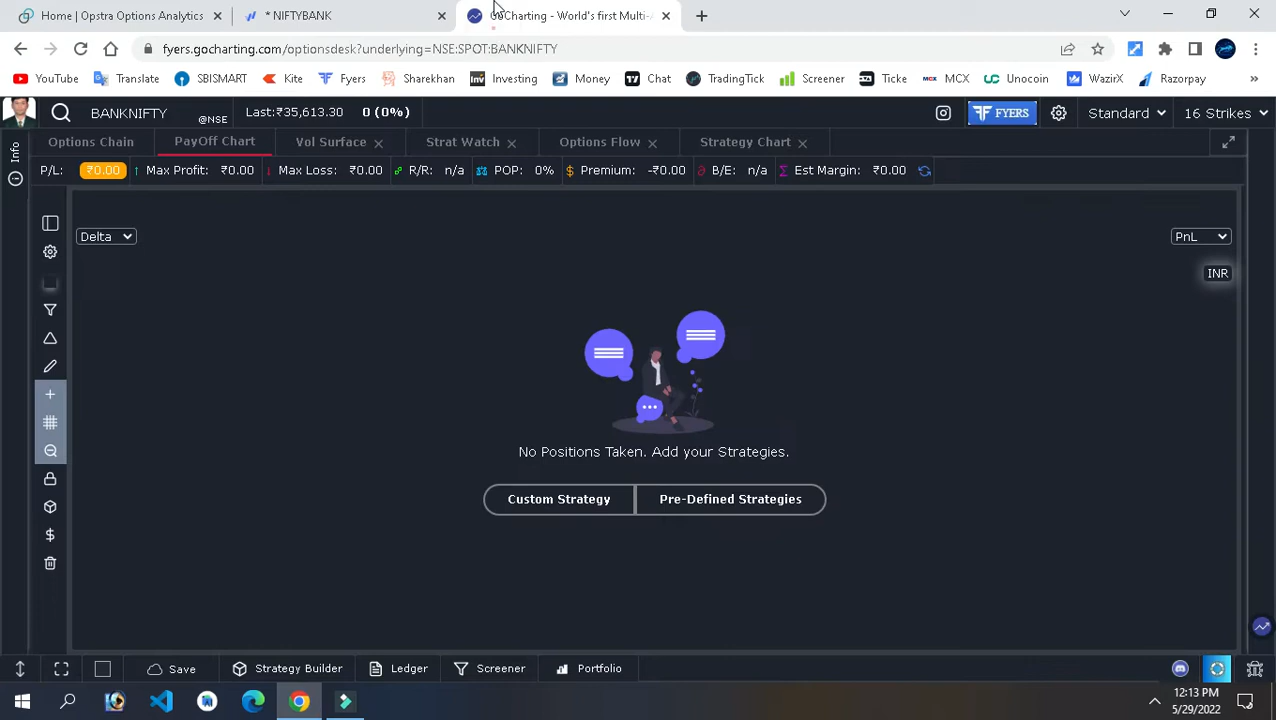 Home | Opstra Options Analytics
* NIFTYBANK
GoCharting - World's first Multi-A
fyers.gocharting.com/optionsdesk?underlying=NSE:SPOT:BANKNIFTY
YouTube Translate SBISMART Kite Fyers Sharekhan Investing Money Chat TradingTick Screener Ticke MCX Unocoin WazirX Razorpay »
BANKNIFTY @NSE Last:₹35,613.30 0 (0%) FYERS Standard 16 Strikes
Info
Options Chain PayOff Chart Vol Surface Strat Watch Options Flow Strategy Chart
P/L: ₹0.00 Max Profit: ₹0.00 Max Loss: ₹0.00 R/R: n/a POP: 0% Premium: -₹0.00 B/E: n/a Est Margin: ₹0.00
Delta PnL
INR
No Positions Taken. Add your Strategies.
Custom Strategy Pre-Defined Strategies
Save Strategy Builder Ledger Screener Portfolio
12:13 PM
5/29/2022